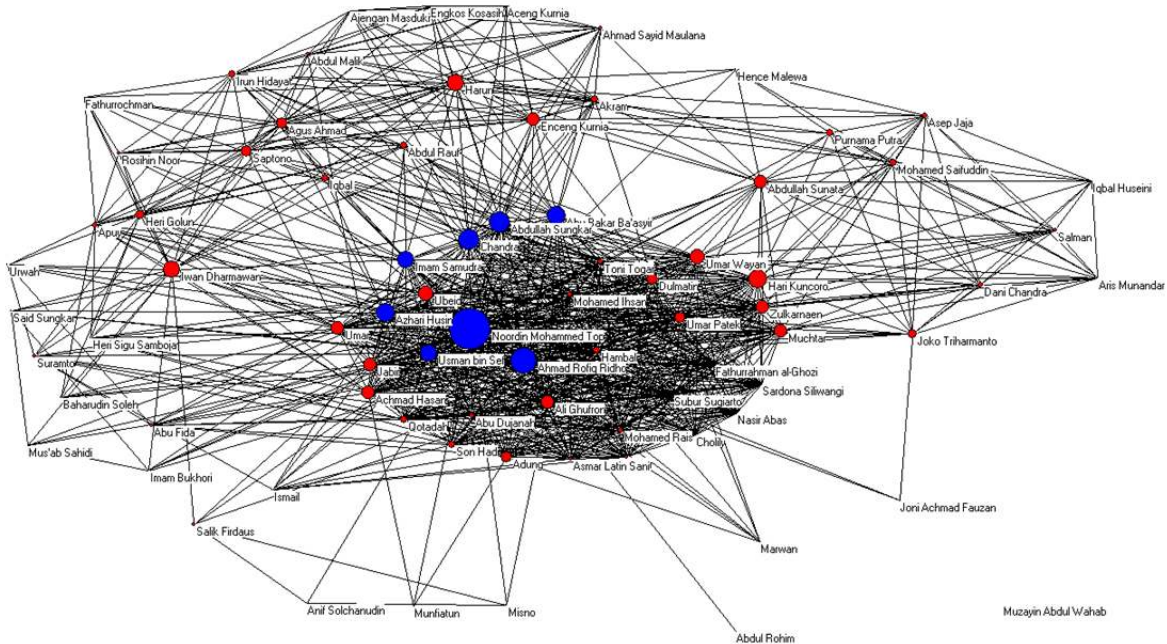 Engkos Kosasih
Aceng Kurnia
Ajengan Masduki
Ahmad Sayid Maulana
Abdul Malik
Hence Malewa
Irun Hidayat
Harun
Fathurrochman
Akram
Asep Jaja
Agus Ahmad
Enceng Kurnia
Purnama Putra
Rosihin Noor
Saptono
Abdul Rauf
Mohamed Saifuddin
Iqbal
Abdullah Sunata
Iqbal Huseini
Heri Golun
Abu Bakar Ba'asyir
Apuy
Abdullah Sungkar
Salman
Chandra
Urwah
Iwan Dharmawan
Imam Samudra
Toni Togar
Umar Wayan
Dulmatin
Hari Kuncoro
Dani Chandra
Aris Munandar
Ubeid
Mohamed Ihsan
Said Sungkar
Azhari Husin
Zulkarnaen
Umar
Noordin Mohammed Top
Umar Patek
Muchtar
Joko Triharmanto
Heri Sigu Samboja
Usman bin Sef
Hambali
Suramto
Jabir
Ahmad Rofiq Ridho
Fathurrahman al-Ghozi
Achmad Hasan
Sardona Siliwangi
Baharudin Soleh
Ali Ghufron
Subur Sugiarto
Qotadah
Abu Dujanah
Nasir Abas
Abu Fida
Mohamed Rais
Cholily
Mus'ab Sahidi
Son Hadi
Adung
Asmar Latin Sani
Imam Bukhori
Ismail
Joni Achmad Fauzan
Salik Firdaus
Marwan
Anif Solchanudin
Munfiatun
Misno
Muzayin Abdul Wahab
Abdul Rohim